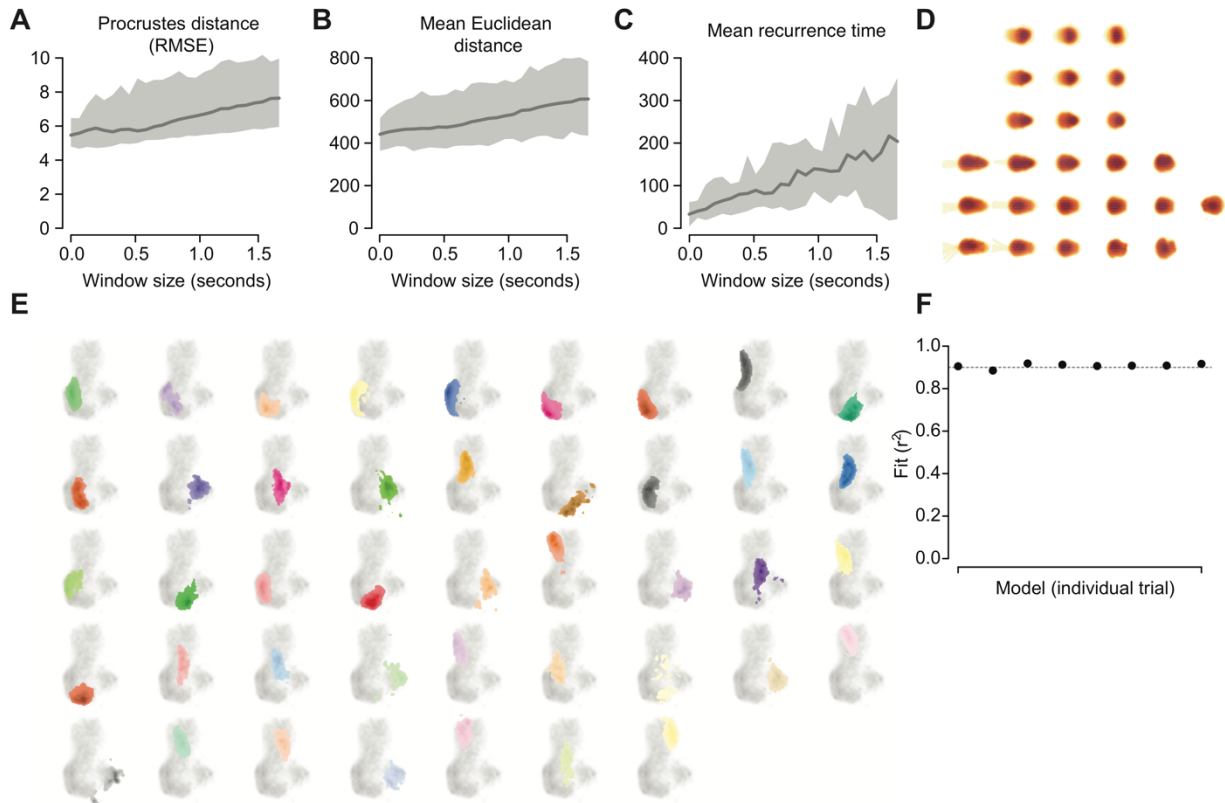 A
Procrustes distance
(RMSE)
10
8
6
4
2
0
0.0
0.5
1.0
1.5
Window size (seconds)
B
Mean Euclidean
distance
800
600
400
200
0
0.0
0.5
1.0
1.5
Window size (seconds)
C
Mean recurrence time
400
300
200
100
0
0.0
0.5
1.0
1.5
Window size (seconds)
D
E
F
1.0
0.8
0.6
0.4
0.2
0.0
Fit (r²)
Model (individual trial)